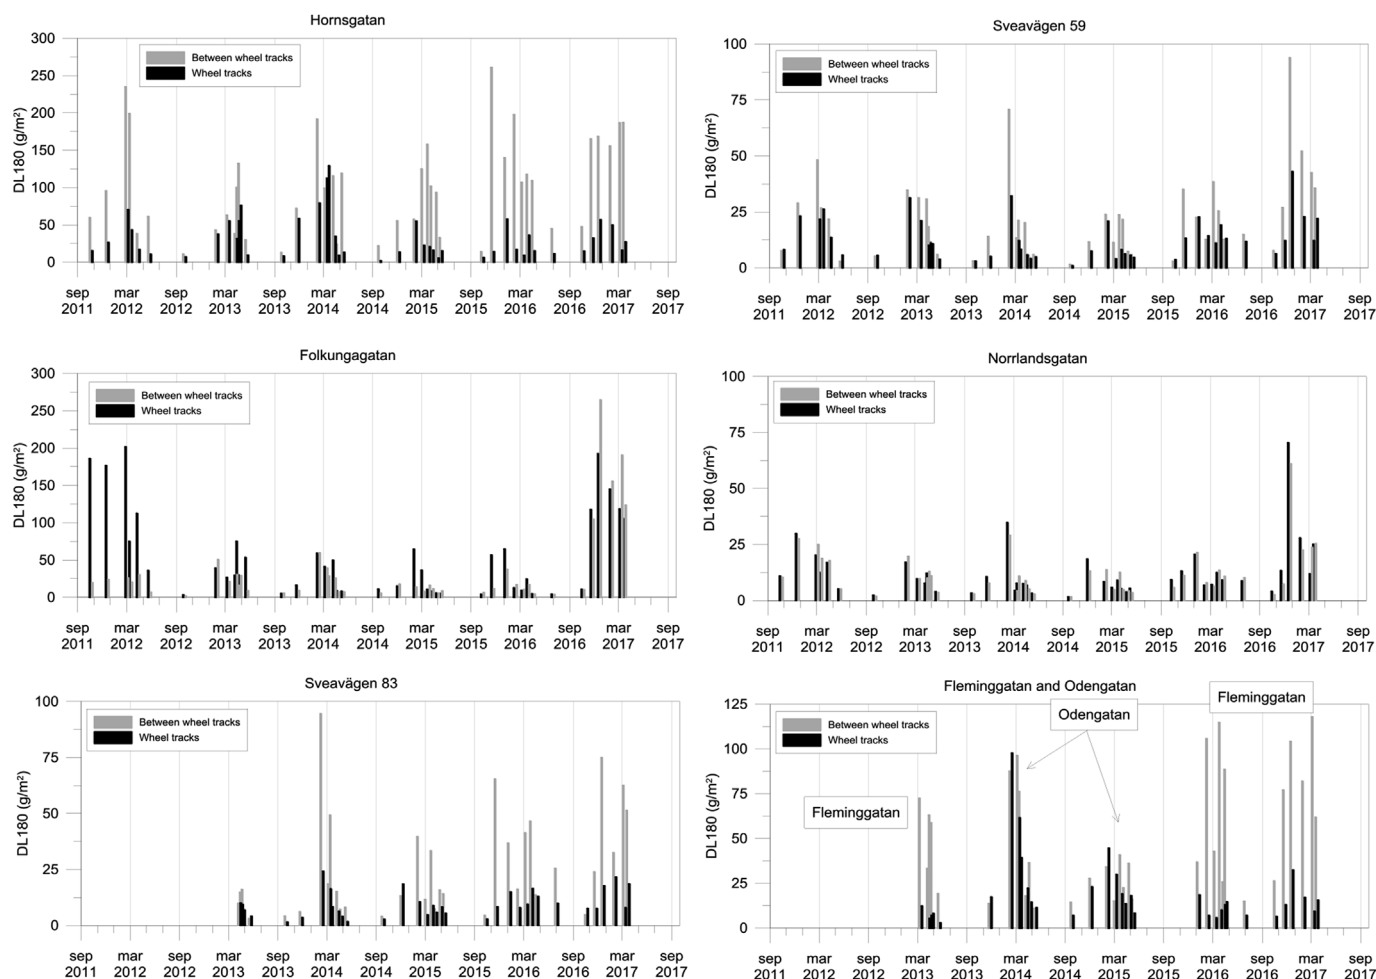 Hornsgatan
DL180 (g/m²)
300
250
200
150
100
50
0
Between wheel tracks
Wheel tracks
sep mar sep mar sep mar sep mar sep mar sep mar sep
2011 2012 2012 2013 2013 2014 2014 2015 2015 2016 2016 2017 2017
Sveavägen 59
DL180 (g/m²)
100
75
50
25
0
Between wheel tracks
Wheel tracks
sep mar sep mar sep mar sep mar sep mar sep mar sep
2011 2012 2012 2013 2013 2014 2014 2015 2015 2016 2016 2017 2017
Folkungagatan
DL180 (g/m²)
300
250
200
150
100
50
0
Between wheel tracks
Wheel tracks
sep mar sep mar sep mar sep mar sep mar sep mar sep
2011 2012 2012 2013 2013 2014 2014 2015 2015 2016 2016 2017 2017
Norrlandsgatan
DL180 (g/m²)
100
75
50
25
0
Between wheel tracks
Wheel tracks
sep mar sep mar sep mar sep mar sep mar sep mar sep
2011 2012 2012 2013 2013 2014 2014 2015 2015 2016 2016 2017 2017
Sveavägen 83
DL180 (g/m²)
100
75
50
25
0
Between wheel tracks
Wheel tracks
sep mar sep mar sep mar sep mar sep mar sep mar sep
2011 2012 2012 2013 2013 2014 2014 2015 2015 2016 2016 2017 2017
Fleminggatan and Odengatan
DL180 (g/m²)
125
100
75
50
25
0
Between wheel tracks
Wheel tracks
Odengatan
Fleminggatan
Fleminggatan
sep mar sep mar sep mar sep mar sep mar sep mar sep
2011 2012 2012 2013 2013 2014 2014 2015 2015 2016 2016 2017 2017